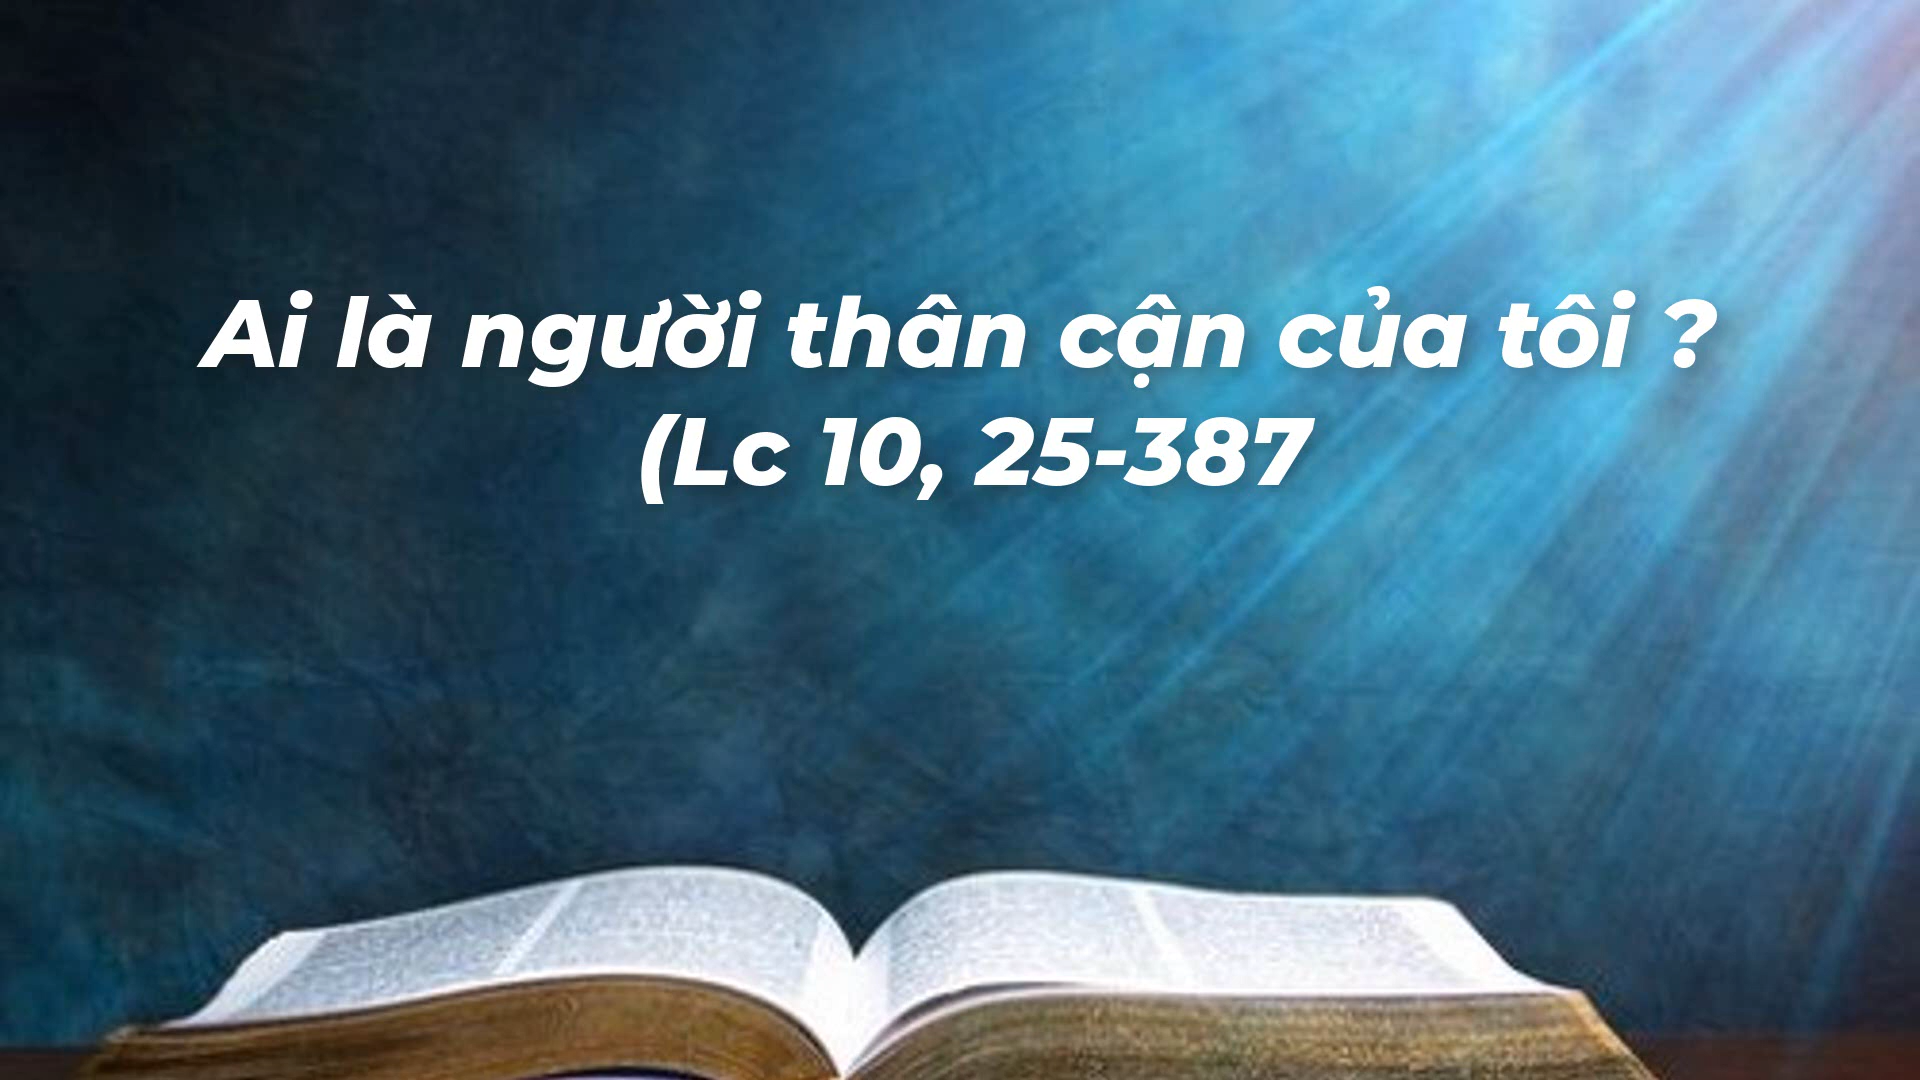 Ai là người thân cận của tôi ?
(Lc 10, 25-387